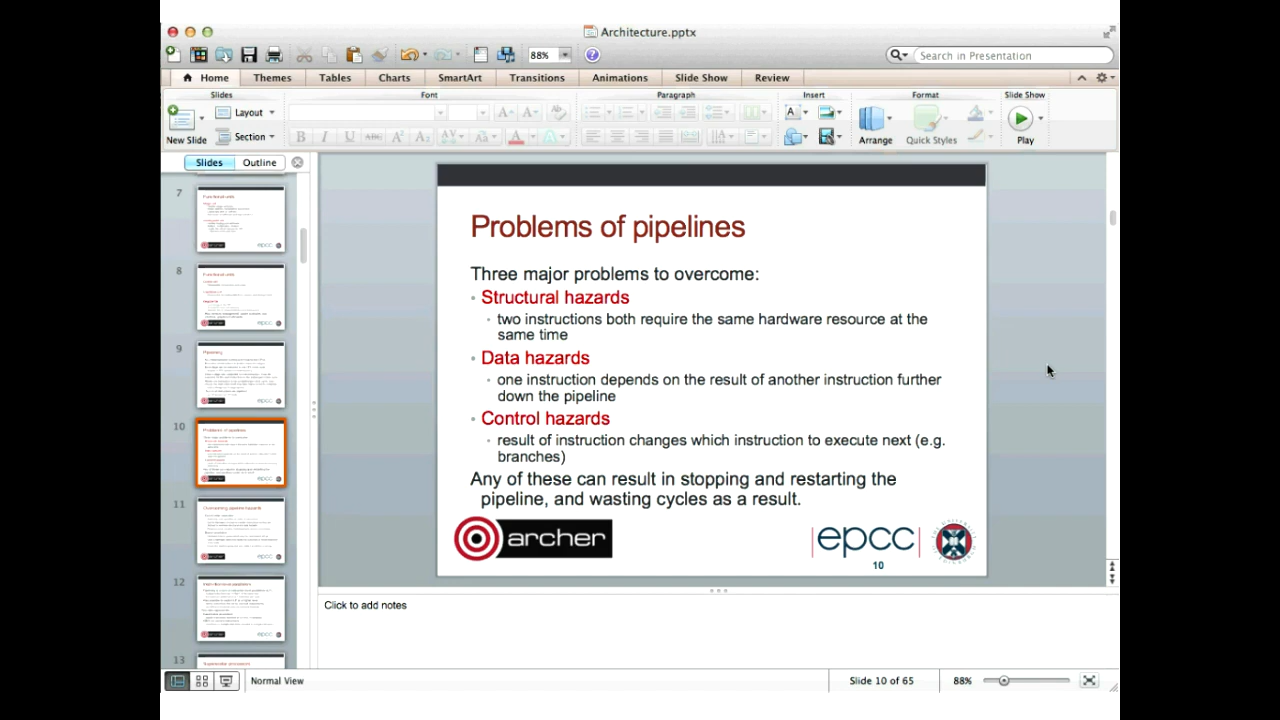 Architecture.pptx
88%
Search in Presentation
Home Themes Tables Charts SmartArt Transitions Animations Slide Show Review
Slides Font Paragraph Insert Format Slide Show
New Slide
Layout
Section
B I U ABC A² A₂ AV Aa A A
Arrange Quick Styles Play
Slides Outline
7
8
9
10
11
12
13
Problems of pipelines
Three major problems to overcome:
• Structural hazards
• two instructions both require the same hardware resource at the
same time
• Data hazards
• one instruction depends on the result of another instruction further
down the pipeline
• Control hazards
• result of instruction changes which instruction to execute next (e.g.
branches)
Any of these can result in stopping and restarting the
pipeline, and wasting cycles as a result.
archer
epcc
10
Click to add notes
Normal View
Slide 10 of 65
88%